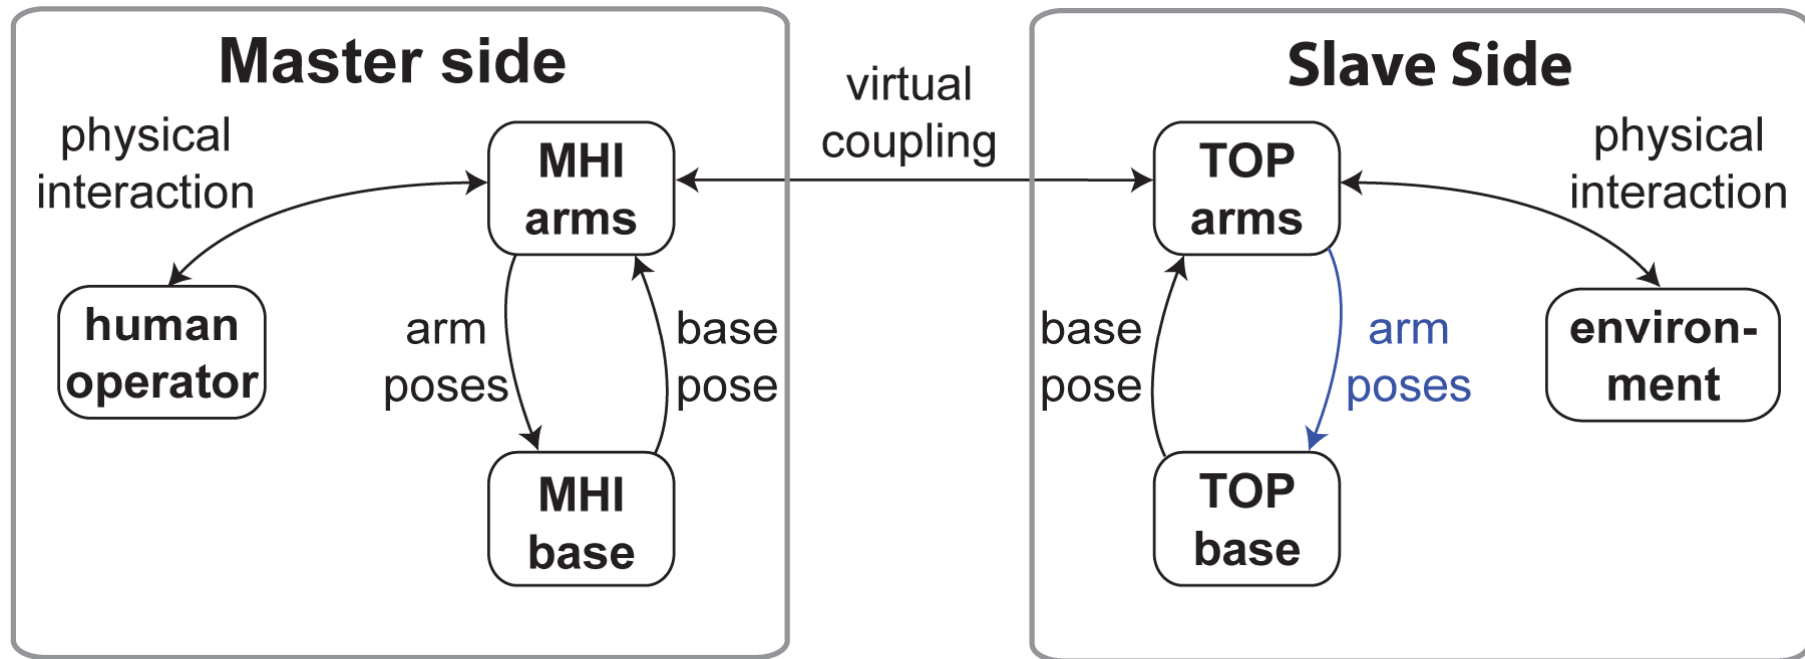 Master side
physical
interaction
MHI
arms
human
operator
arm
poses
base
pose
MHI
base
virtual
coupling
Slave Side
TOP
arms
physical
interaction
base
pose
arm
poses
environ-
ment
TOP
base